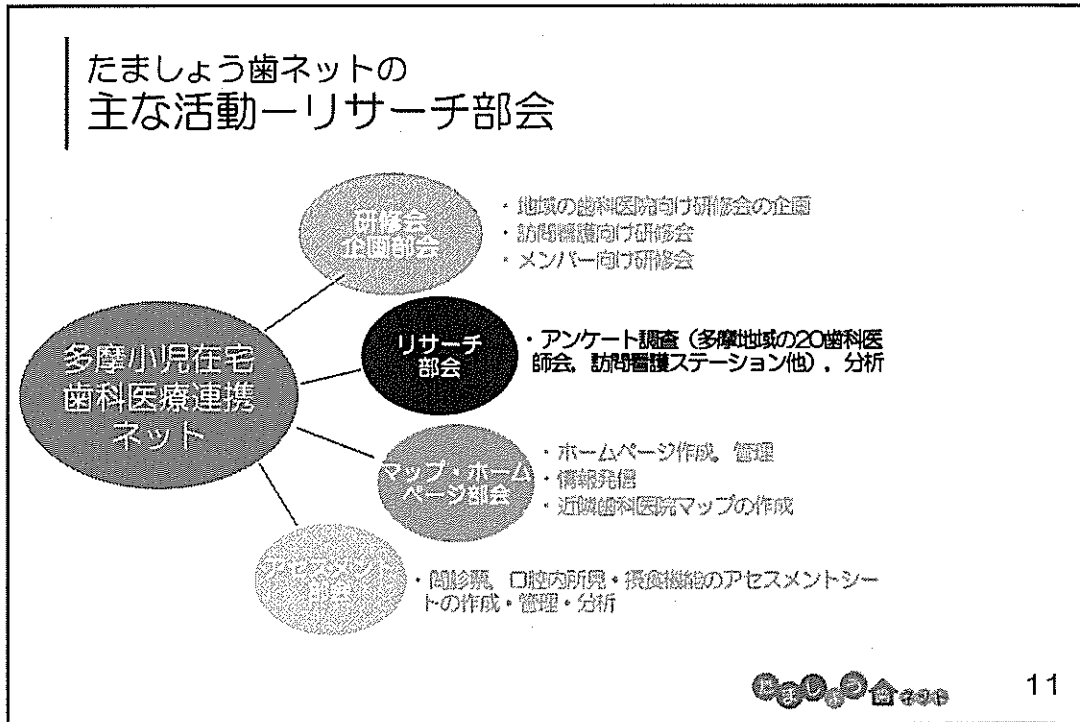 たましょう歯ネットの
主な活動ーリサーチ部会
研修会
企画部会
・地域の歯科医院向け研修会の企画
・訪問看護向け研修会
・メンバー向け研修会
多摩小児在宅
歯科医療連携
ネット
リサーチ
部会
・アンケート調査（多摩地域の20歯科医
師会，訪問看護ステーション他），分析
マップ・ホーム
ページ部会
・ホームページ作成，管理
・情報発信
・近隣歯科医院マップの作成
アセスメント
部会
・問診票，口腔内所見・摂食機能のアセスメントシー
トの作成・管理・分析
たましょう歯ネット
11